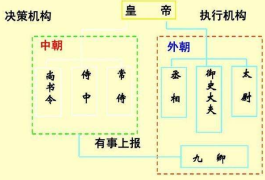 皇 帝
决策机构
执行机构
中朝
外朝
尚书令
侍中
常侍
丞相
御史大夫
太尉
有事上报
九 卿